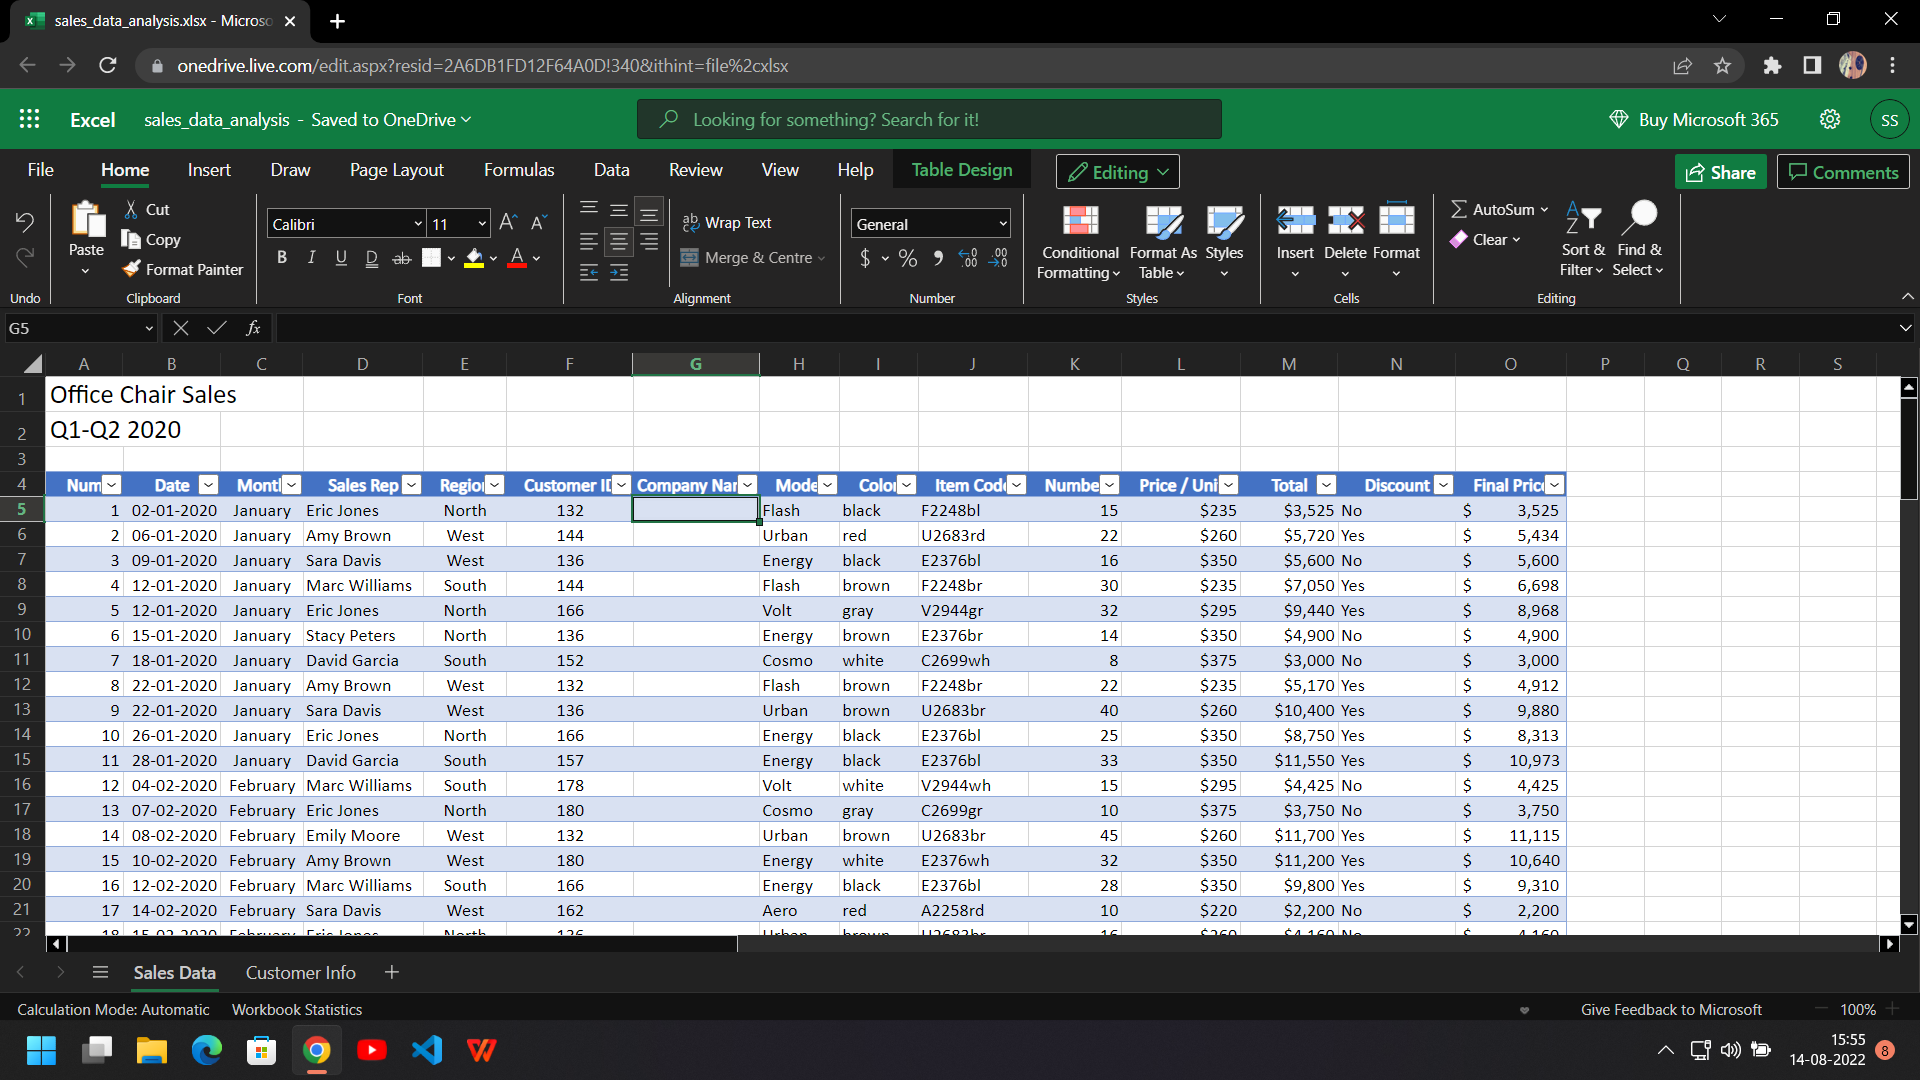 sales_data_analysis.xlsx - Microso
onedrive.live.com/edit.aspx?resid=2A6DB1FD12F64A0D!340&ithint=file%2cxlsx
Excel sales_data_analysis - Saved to OneDrive Looking for something? Search for it! Buy Microsoft 365 SS
File Home Insert Draw Page Layout Formulas Data Review View Help Table Design Editing Share Comments
Cut
Copy
Format Painter
Paste
Undo Clipboard
Calibri 11
B I U D ab A
Font
Wrap Text
Merge & Centre
Alignment
General
$ % 9 .00 .00
Number
Conditional Formatting
Format As Table
Styles
Styles
Insert Delete Format
Cells
AutoSum
Clear
Sort & Filter
Find & Select
Editing
G5 fx
A B C D E F G H I J K L M N O P Q R S
1 Office Chair Sales
2 Q1-Q2 2020
3
4 Num Date Montl Sales Rep Regioi Customer IC Company Nar Mode Colo Item Cod Numbe Price / Uni Total Discount Final Pric
5 1 02-01-2020 January Eric Jones North 132 Flash black F2248bl 15 $235 $3,525 No $ 3,525
6 2 06-01-2020 January Amy Brown West 144 Urban red U2683rd 22 $260 $5,720 Yes $ 5,434
7 3 09-01-2020 January Sara Davis West 136 Energy black E2376bl 16 $350 $5,600 No $ 5,600
8 4 12-01-2020 January Marc Williams South 144 Flash brown F2248br 30 $235 $7,050 Yes $ 6,698
9 5 12-01-2020 January Eric Jones North 166 Volt gray V2944gr 32 $295 $9,440 Yes $ 8,968
10 6 15-01-2020 January Stacy Peters North 136 Energy brown E2376br 14 $350 $4,900 No $ 4,900
11 7 18-01-2020 January David Garcia South 152 Cosmo white C2699wh 8 $375 $3,000 No $ 3,000
12 8 22-01-2020 January Amy Brown West 132 Flash brown F2248br 22 $235 $5,170 Yes $ 4,912
13 9 22-01-2020 January Sara Davis West 136 Urban brown U2683br 40 $260 $10,400 Yes $ 9,880
14 10 26-01-2020 January Eric Jones North 166 Energy black E2376bl 25 $350 $8,750 Yes $ 8,313
15 11 28-01-2020 January David Garcia South 157 Energy black E2376bl 33 $350 $11,550 Yes $ 10,973
16 12 04-02-2020 February Marc Williams South 178 Volt white V2944wh 15 $295 $4,425 No $ 4,425
17 13 07-02-2020 February Eric Jones North 180 Cosmo gray C2699gr 10 $375 $3,750 No $ 3,750
18 14 08-02-2020 February Emily Moore West 132 Urban brown U2683br 45 $260 $11,700 Yes $ 11,115
19 15 10-02-2020 February Amy Brown West 180 Energy white E2376wh 32 $350 $11,200 Yes $ 10,640
20 16 12-02-2020 February Marc Williams South 166 Energy black E2376bl 28 $350 $9,800 Yes $ 9,310
21 17 14-02-2020 February Sara Davis West 162 Aero red A2258rd 10 $220 $2,200 No $ 2,200
22
Sales Data Customer Info
Calculation Mode: Automatic Workbook Statistics Give Feedback to Microsoft 100%
15:55
14-08-2022 8